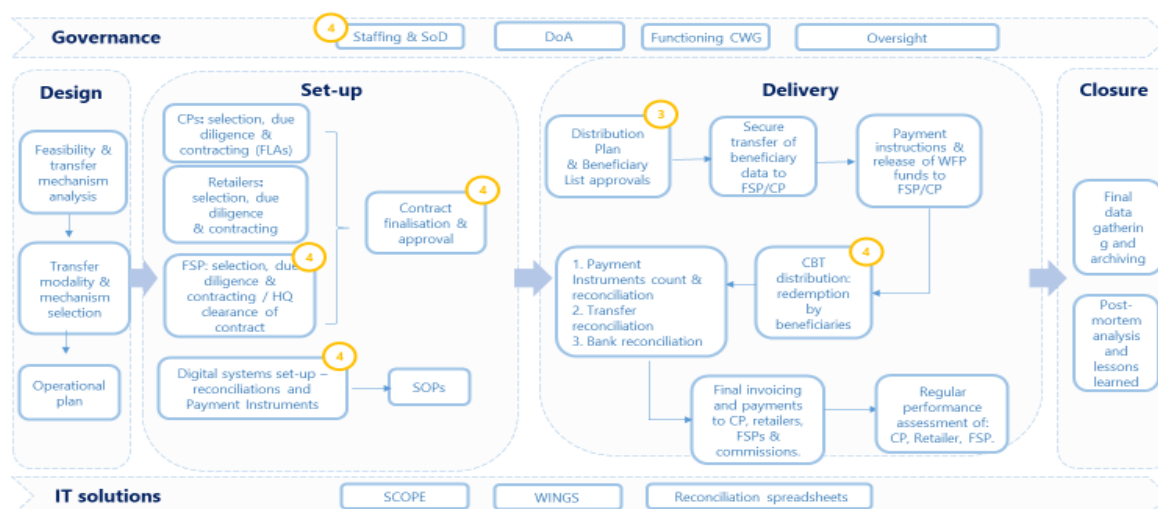 Governance
4
Staffing & SoD
DoA
Functioning CWG
Oversight
Design
Feasibility &
transfer
mechanism
analysis
Transfer
modality &
mechanism
selection
Operational
plan
Set-up
CPs: selection, due
diligence &
contracting (FLAs)
Retailers:
selection, due
diligence
& contracting
4
FSP: selection, due
diligence &
contracting / HQ
clearance of
contract
4
Contract
finalisation &
approval
4
Digital systems set-up –
reconciliations and
Payment Instruments
SOPs
Delivery
3
Distribution
Plan
& Beneficiary
List approvals
Secure
transfer of
beneficiary
data to
FSP/CP
Payment
instructions &
release of WFP
funds to
FSP/CP
4
CBT
distribution:
redemption
by
beneficiaries
1. Payment
Instruments count &
reconciliation
2. Transfer
reconciliation
3. Bank reconciliation
Final invoicing
and payments
to CP, retailers,
FSPs &
commissions.
Regular
performance
assessment of:
CP, Retailer, FSP.
Closure
Final
data
gatherin
g and
archiving
Post-
mortem
analysis
and
lessons
learned
IT solutions
SCOPE
WINGS
Reconciliation spreadsheets